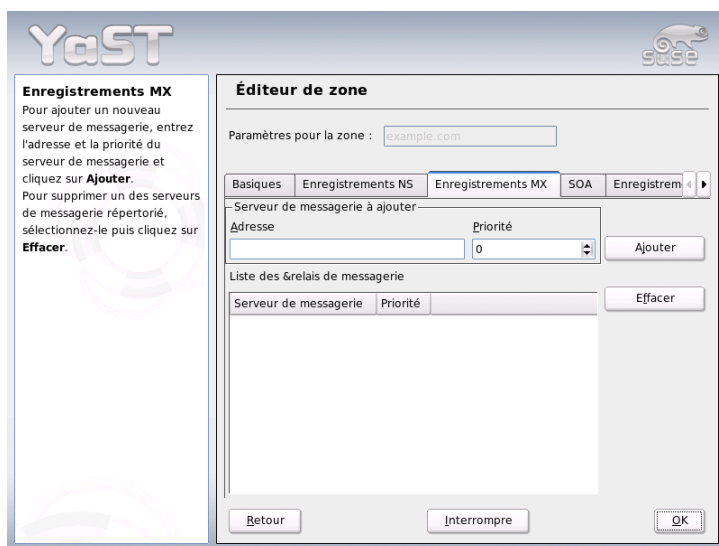 YaST
suse
Enregistrements MX
Pour ajouter un nouveau
serveur de messagerie, entrez
l'adresse et la priorité du
serveur de messagerie et
cliquez sur Ajouter.
Pour supprimer un des serveurs
de messagerie répertorié,
sélectionnez-le puis cliquez sur
Effacer.
Éditeur de zone
Paramètres pour la zone : example.com
Basiques Enregistrements NS Enregistrements MX SOA Enregistrem
Serveur de messagerie à ajouter
Adresse Priorité
0 Ajouter
Liste des &relais de messagerie
Effacer
Serveur de messagerie Priorité
Retour Interrompre OK